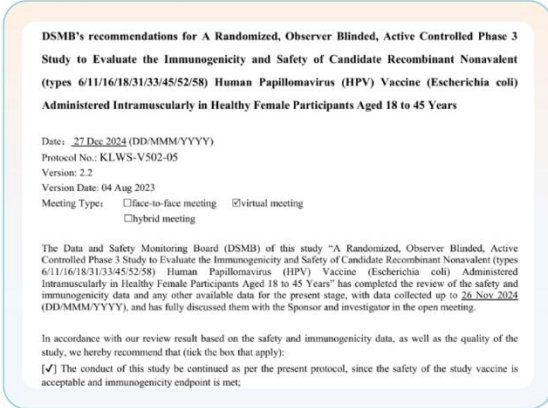 DSMB's recommendations for A Randomized, Observer Blinded, Active Controlled Phase 3
Study to Evaluate the Immunogenicity and Safety of Candidate Recombinant Nonavalent
(types 6/11/16/18/31/33/45/52/58) Human Papillomavirus (HPV) Vaccine (Escherichia coli)
Administered Intramuscularly in Healthy Female Participants Aged 18 to 45 Years
Date: 27 Dec 2024 (DD/MMM/YYYY)
Protocol No.: KLWS-V502-05
Version: 2.2
Version Date: 04 Aug 2023
Meeting Type: ☐face-to-face meeting ☑virtual meeting
☐hybrid meeting
The Data and Safety Monitoring Board (DSMB) of this study "A Randomized, Observer Blinded, Active
Controlled Phase 3 Study to Evaluate the Immunogenicity and Safety of Candidate Recombinant Nonavalent (types
6/11/16/18/31/33/45/52/58) Human Papillomavirus (HPV) Vaccine (Escherichia coli) Administered
Intramuscularly in Healthy Female Participants Aged 18 to 45 Years" has completed the review of the safety and
immunogenicity data and any other available data for the present stage, with data collected up to 26 Nov 2024
(DD/MMM/YYYY), and has fully discussed them with the Sponsor and investigator in the open meeting.
In accordance with our review result based on the safety and immunogenicity data, as well as the quality of the
study, we hereby recommend that (tick the box that apply):
[✓] The conduct of this study be continued as per the present protocol, since the safety of the study vaccine is
acceptable and immunogenicity endpoint is met;